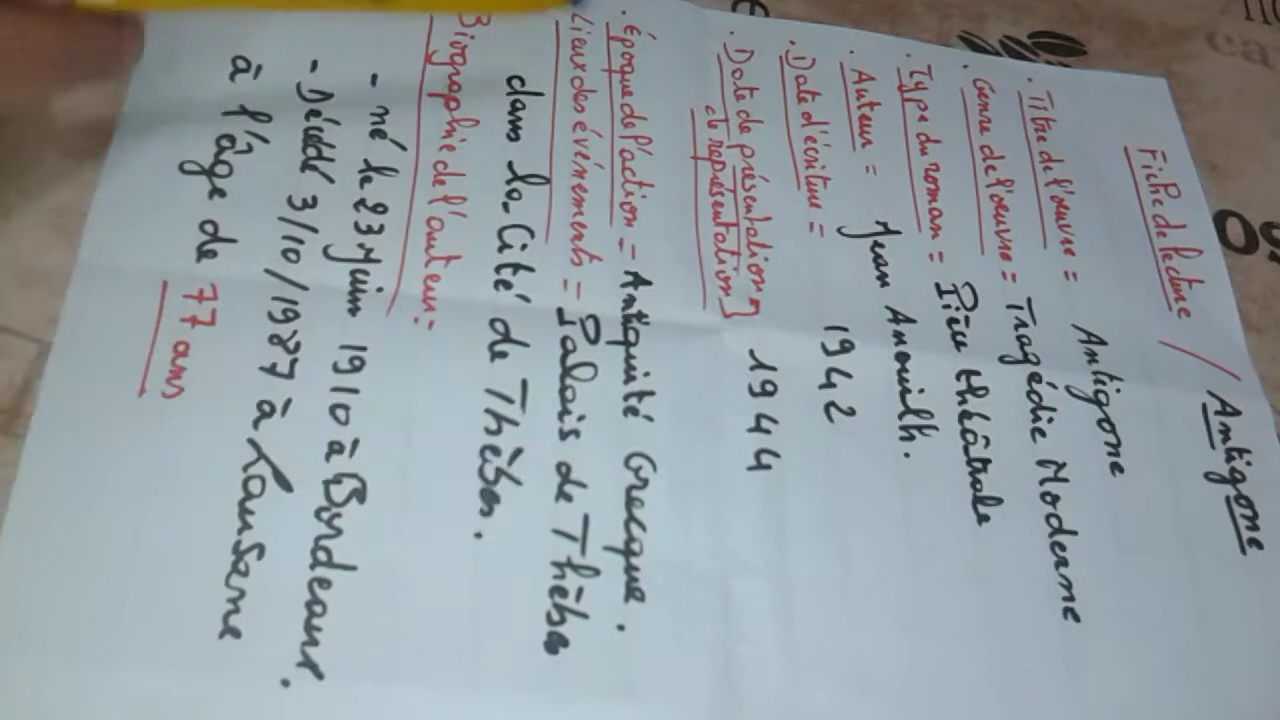 Fiche de lecture / Antigone
. Titre de l'œuvre = Antigone
. Genre de l'œuvre = Tragédie Moderne
. Type du roman = Pièce théâtrale
. Auteur = Jean Anouilh.
. Date d'écriture = 1942
. Date de présentation
de représentation] 1944
. Époque de l'action = Antiquité Grecque.
Lieux des événements = Palais de Thèbes
dans la Cité de Thèbes.
Biographie de l'auteur =
- né le 23 Juin 1910 à Bordeaux.
- Décédé 3/10/1987 à Lausane
à l'âge de 77 ans